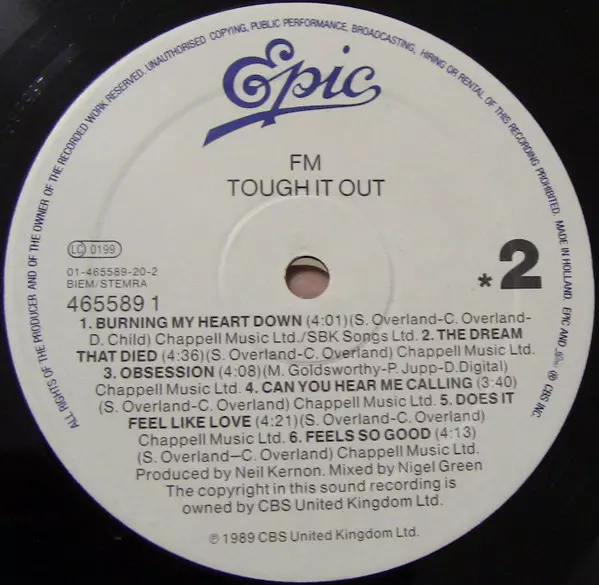 ALL RIGHTS OF THE PRODUCER AND OF THE OWNER OF THE RECORDED WORK RESERVED. UNAUTHORISED COPYING, PUBLIC PERFORMANCE, BROADCASTING, HIRING OR RENTAL OF THIS RECORDING PROHIBITED. MADE IN HOLLAND. EPIC AND
® CBS INC.
Epic
FM
TOUGH IT OUT
LC 0199
01-465589-20-2
BIEM/STEMRA
*2
465589 1
1. BURNING MY HEART DOWN (4:01)(S. Overland-C. Overland-
D. Child) Chappell Music Ltd./SBK Songs Ltd. 2. THE DREAM
THAT DIED (4:36)(S. Overland-C. Overland) Chappell Music Ltd.
3. OBSESSION (4:08)(M. Goldsworthy-P. Jupp-D.Digital)
Chappell Music Ltd. 4. CAN YOU HEAR ME CALLING (3:40)
(S. Overland-C. Overland) Chappell Music Ltd. 5. DOES IT
FEEL LIKE LOVE (4:21)(S. Overland-C. Overland)
Chappell Music Ltd. 6. FEELS SO GOOD (4:13)
(S. Overland—C. Overland) Chappell Music Ltd.
Produced by Neil Kernon. Mixed by Nigel Green
The copyright in this sound recording is
owned by CBS United Kingdom Ltd.
℗ 1989 CBS United Kingdom Ltd.